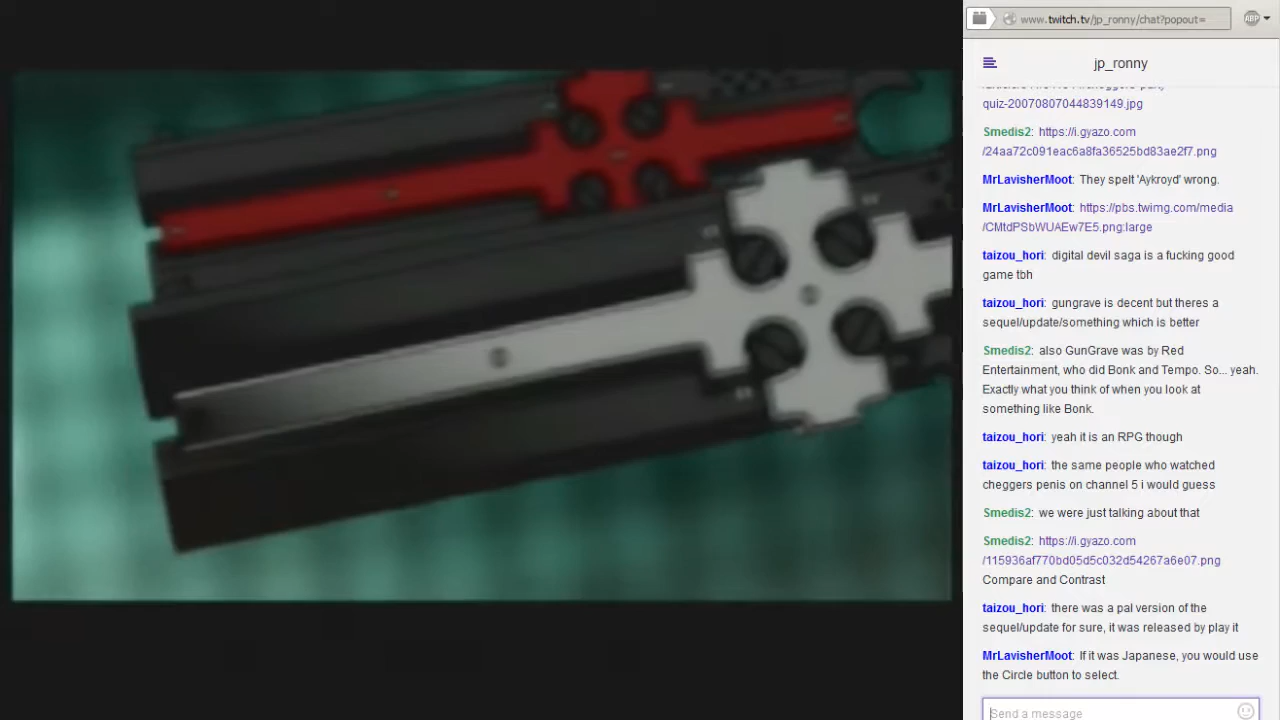 www.twitch.tv/jp_ronny/chat?popout=
ABP
jp_ronny
quiz-20070807044839149.jpg
Smedis2: https://i.gyazo.com
/24aa72c091eac6a8fa36525bd83ae2f7.png
MrLavisherMoot: They spelt 'Aykroyd' wrong.
MrLavisherMoot: https://pbs.twimg.com/media
/CMtdPSbWUAEw7E5.png:large
taizou_hori: digital devil saga is a fucking good
game tbh
taizou_hori: gungrave is decent but theres a
sequel/update/something which is better
Smedis2: also GunGrave was by Red
Entertainment, who did Bonk and Tempo. So... yeah.
Exactly what you think of when you look at
something like Bonk.
taizou_hori: yeah it is an RPG though
taizou_hori: the same people who watched
cheggers penis on channel 5 i would guess
Smedis2: we were just talking about that
Smedis2: https://i.gyazo.com
/115936af770bd05d5c032d54267a6e07.png
Compare and Contrast
taizou_hori: there was a pal version of the
sequel/update for sure, it was released by play it
MrLavisherMoot: If it was Japanese, you would use
the Circle button to select.
Send a message